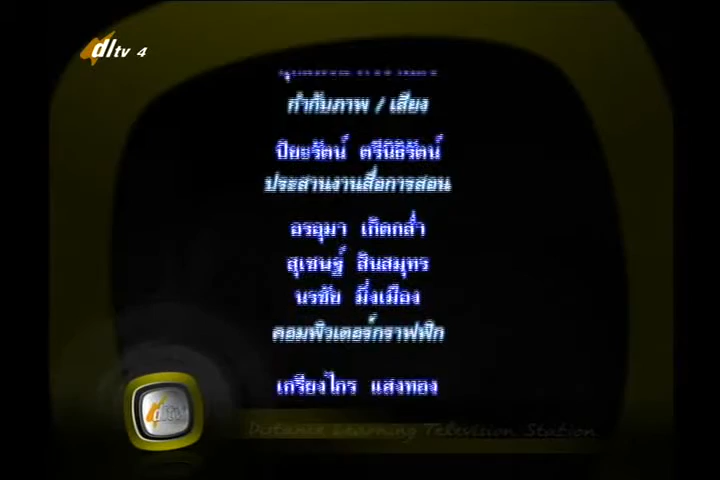 dltv 4
กำกับภาพ / เสียง
ปิยะรัตน์ ตรีนิธิรัตน์
ประสานงานสื่อการสอน
อรอุมา เกิดกล่ำ
สุเชษฐ์ สินสมุทร
นรชัย มิ่งเมือง
คอมพิวเตอร์กราฟฟิก
เกรียงไกร แสงทอง
dltv
Distance Learning Television Station